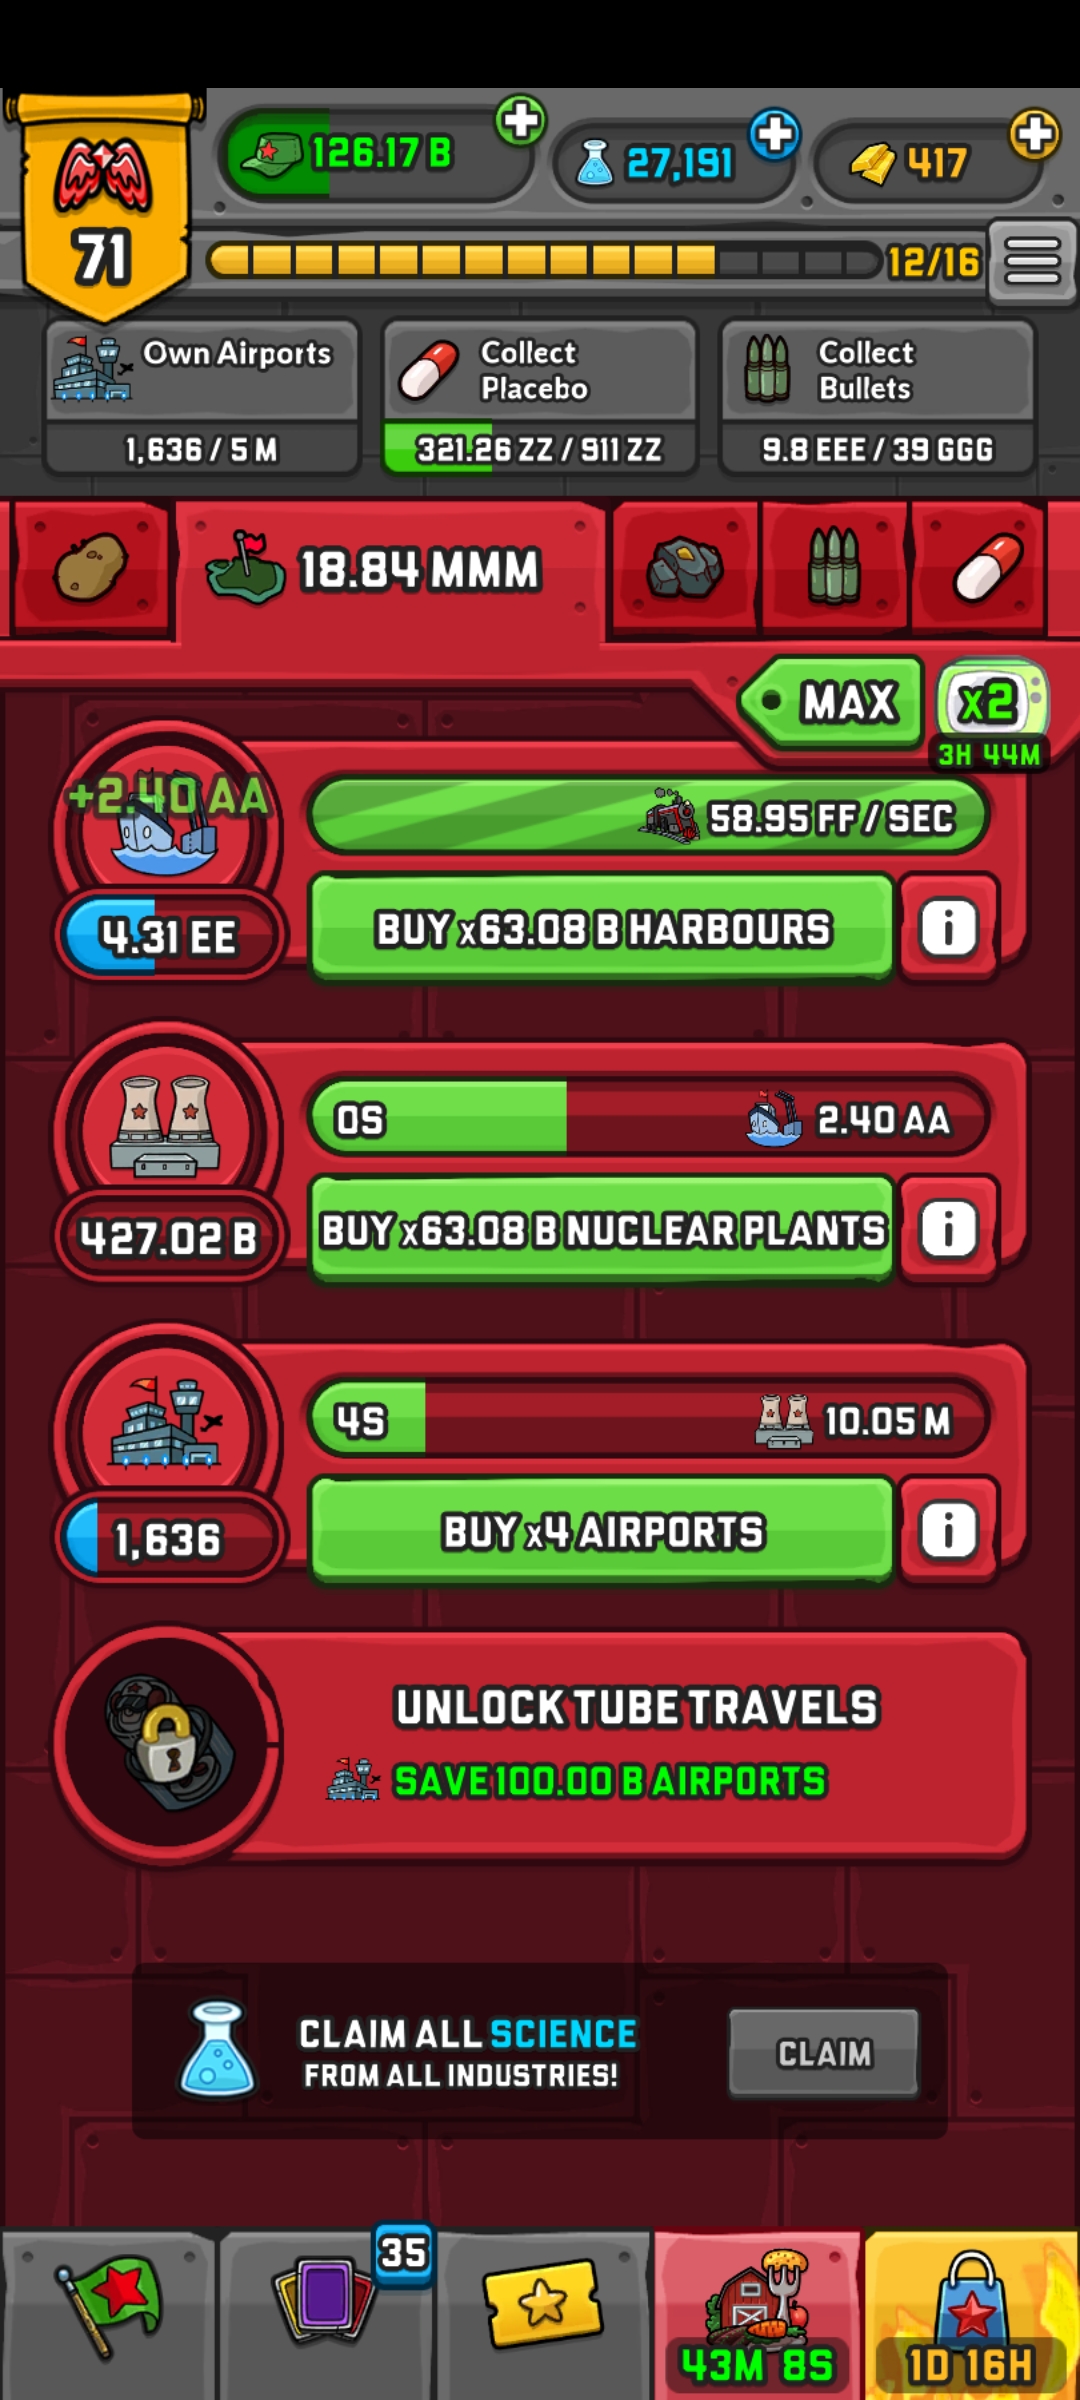 126.17 B
27,191
417
71
12/16
Own Airports
1,636 / 5 M
Collect
Placebo
321.26 ZZ / 911 ZZ
Collect
Bullets
9.8 EEE / 39 GGG
18.84 MMM
MAX
x2
3H 44M
+2.40 AA
58.95 FF / SEC
4.31 EE
BUY x63.08 B HARBOURS
i
0S
2.40 AA
427.02 B
BUY x63.08 B NUCLEAR PLANTS
i
4S
10.05 M
1,636
BUY x4 AIRPORTS
i
UNLOCK TUBE TRAVELS
SAVE 100.00 B AIRPORTS
CLAIM ALL SCIENCE
FROM ALL INDUSTRIES!
CLAIM
35
43M 8S
1D 16H